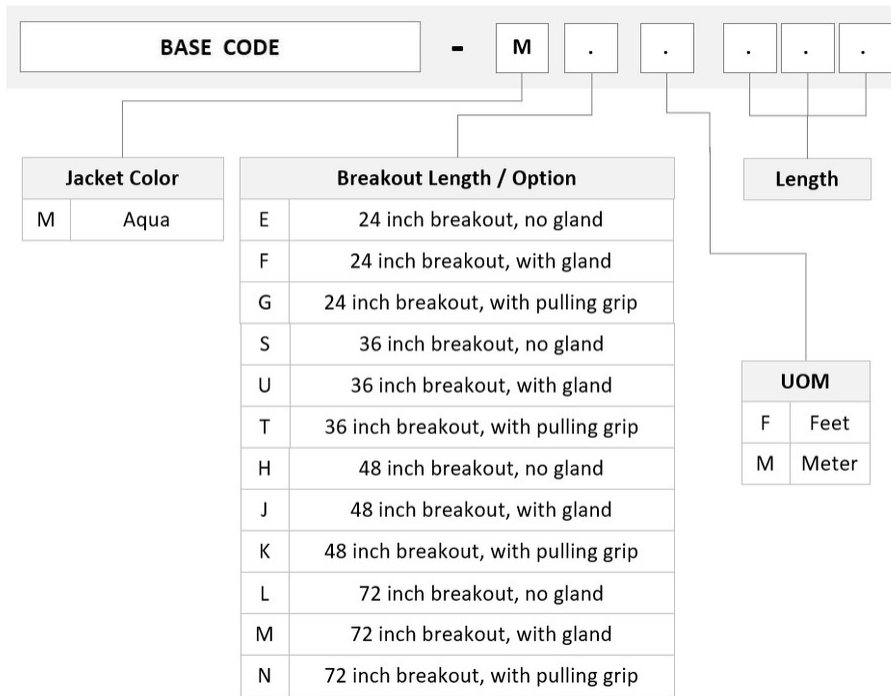 BASE CODE - M . . . . .
Jacket Color
M Aqua
Breakout Length / Option
E 24 inch breakout, no gland
F 24 inch breakout, with gland
G 24 inch breakout, with pulling grip
S 36 inch breakout, no gland
U 36 inch breakout, with gland
T 36 inch breakout, with pulling grip
H 48 inch breakout, no gland
J 48 inch breakout, with gland
K 48 inch breakout, with pulling grip
L 72 inch breakout, no gland
M 72 inch breakout, with gland
N 72 inch breakout, with pulling grip
Length
UOM
F Feet
M Meter